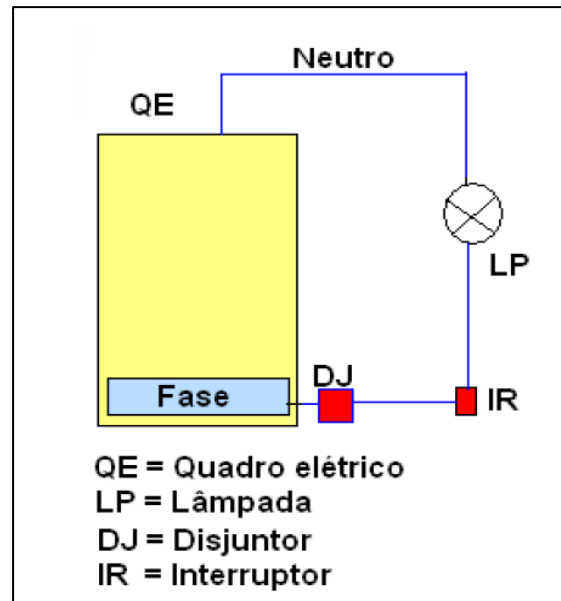 Neutro
QE
LP
DJ
Fase
IR
QE = Quadro elétrico
LP = Lâmpada
DJ = Disjuntor
IR = Interruptor